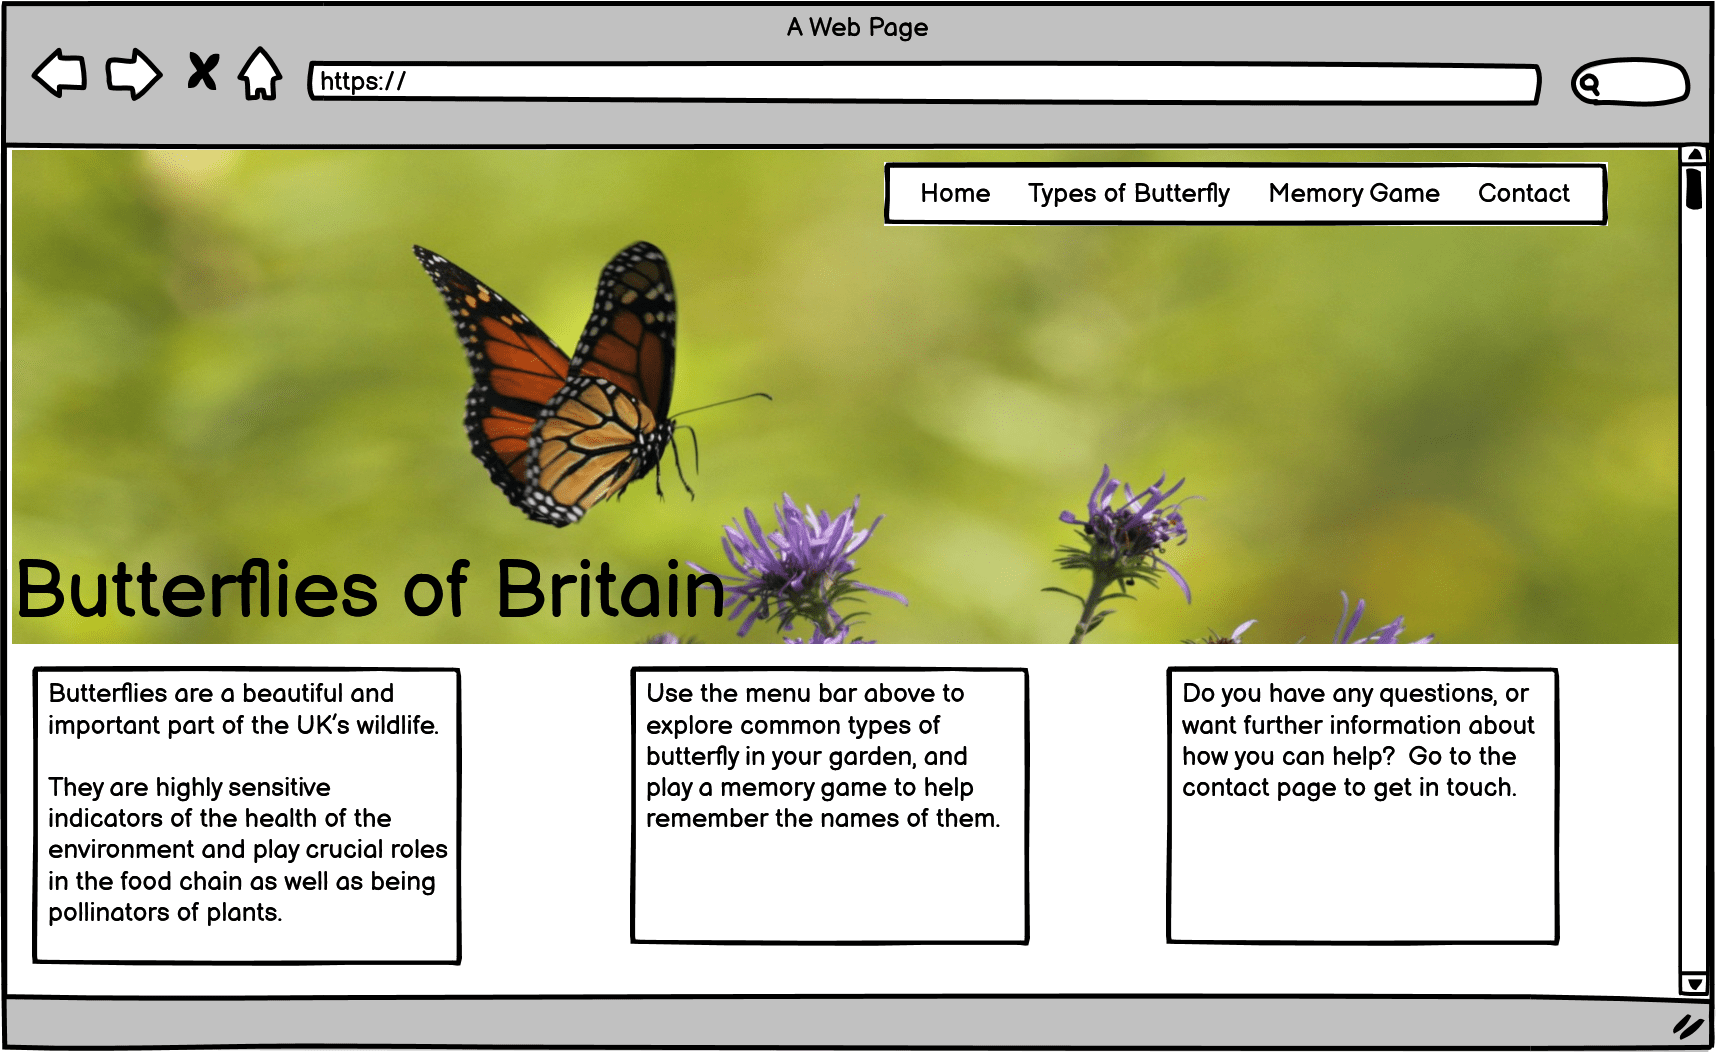 A Web Page
https://
Home Types of Butterfly Memory Game Contact
Butterflies of Britain
Butterflies are a beautiful and
important part of the UK's wildlife.
They are highly sensitive
indicators of the health of the
environment and play crucial roles
in the food chain as well as being
pollinators of plants.
Use the menu bar above to
explore common types of
butterfly in your garden, and
play a memory game to help
remember the names of them.
Do you have any questions, or
want further information about
how you can help?  Go to the
contact page to get in touch.